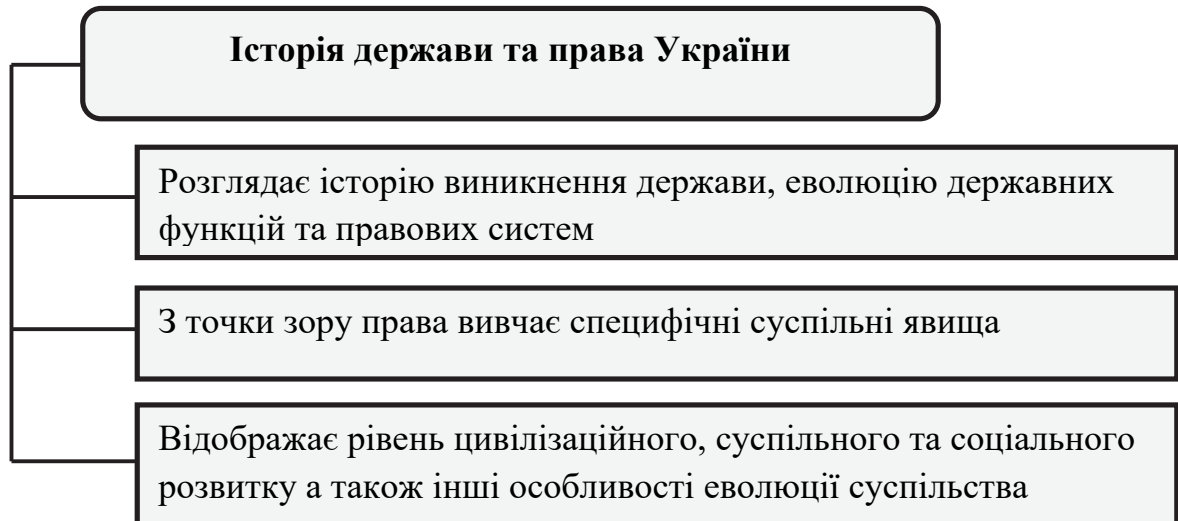 Історія держави та права України
Розглядає історію виникнення держави, еволюцію державних
функцій та правових систем
З точки зору права вивчає специфічні суспільні явища
Відображає рівень цивілізаційного, суспільного та соціального
розвитку а також інші особливості еволюції суспільства